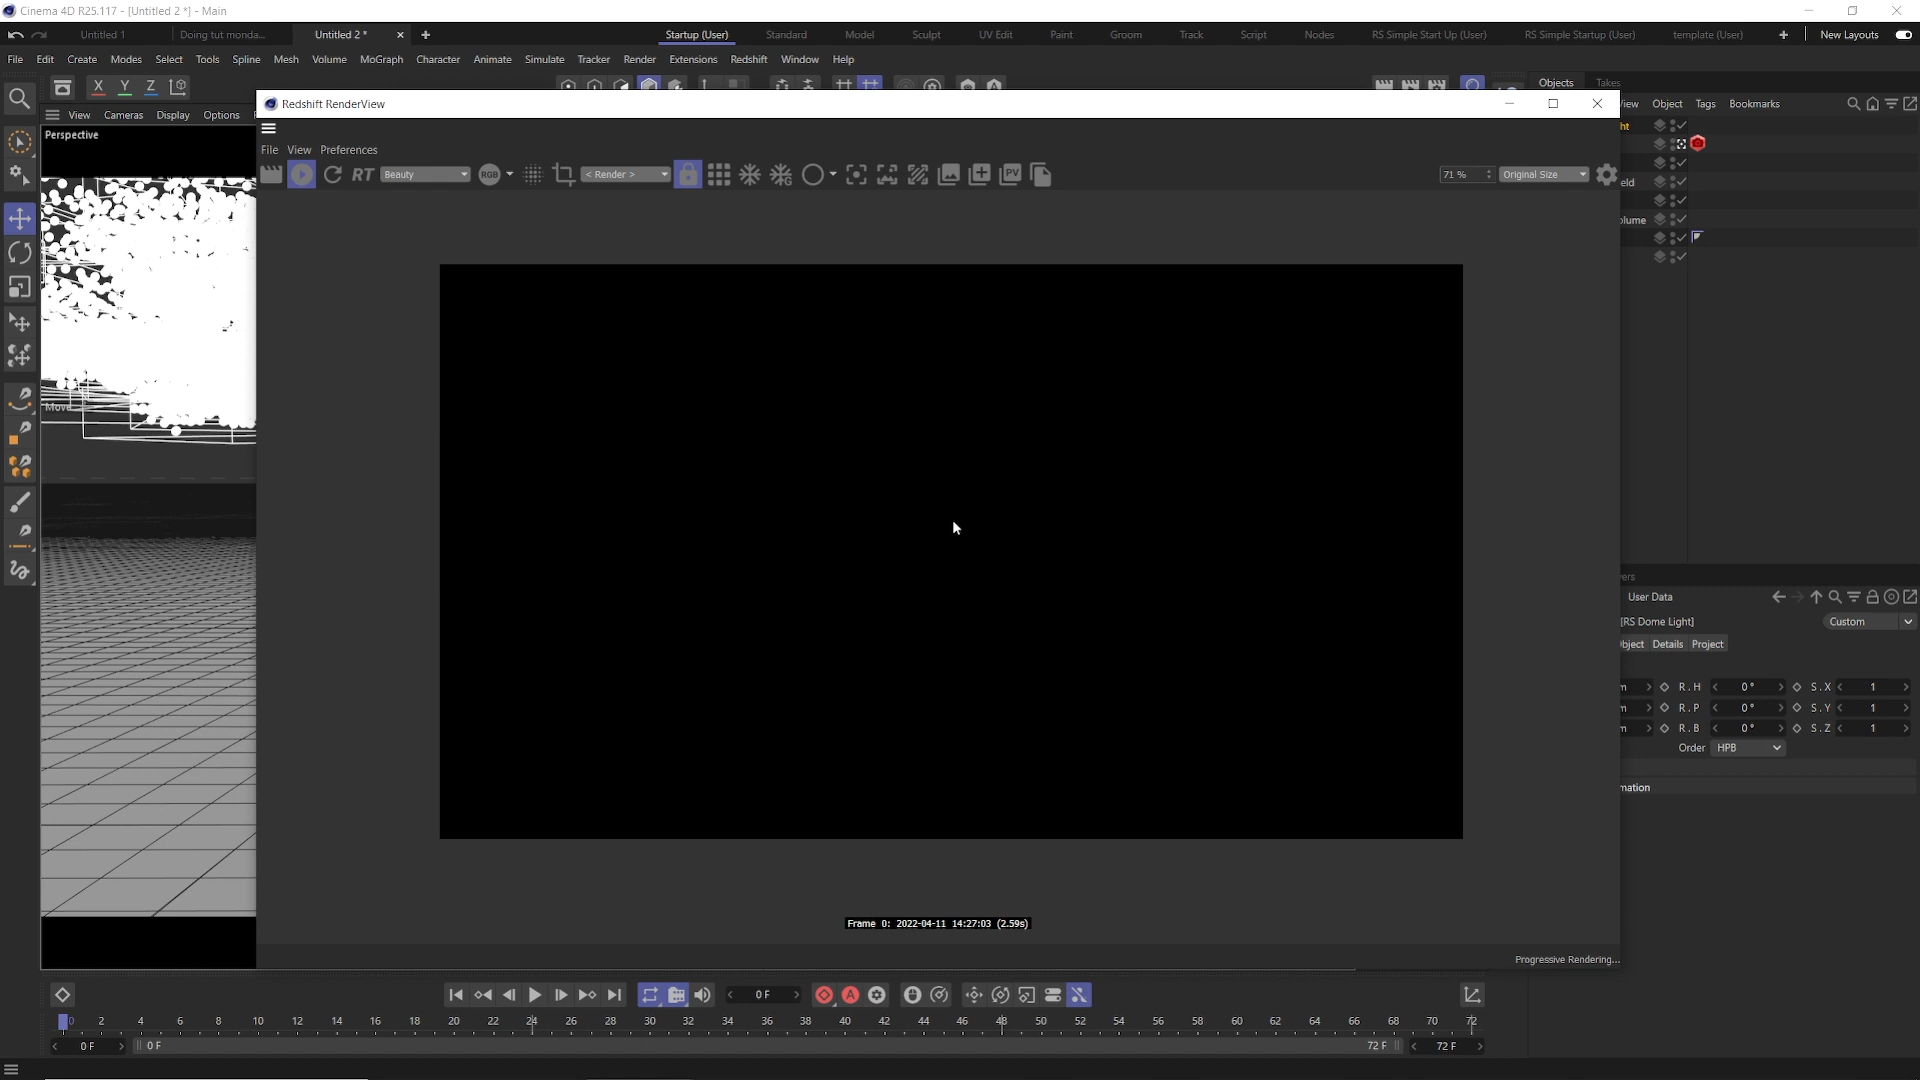 Cinema 4D R25.117 - [Untitled 2 *] - Main
Untitled 1
Doing tut monda...
Untitled 2 *
Startup (User)
Standard
Model
Sculpt
UV Edit
Paint
Groom
Track
Script
Nodes
RS Simple Start Up (User)
RS Simple Startup (User)
template (User)
New Layouts
File Edit Create Modes Select Tools Spline Mesh Volume MoGraph Character Animate Simulate Tracker Render Extensions Redshift Window Help
X Y Z
Objects Takes
View Cameras Display Options
Redshift RenderView
Object Tags Bookmarks
Perspective
File View Preferences
RT Beauty RGB < Render > PV 71 % Original Size
Move
User Data
[RS Dome Light]
Custom
Details Project
R . H 0° S . X 1
R . P 0° S . Y 1
R . B 0° S . Z 1
Order HPB
Frame 0: 2022-04-11 14:27:03 (2.59s)
Progressive Rendering...
0 F
0 2 4 6 8 10 12 14 16 18 20 22 24 26 28 30 32 34 36 38 40 42 44 46 48 50 52 54 56 58 60 62 64 66 68 70 72
0 F 0 F 72 F 72 F